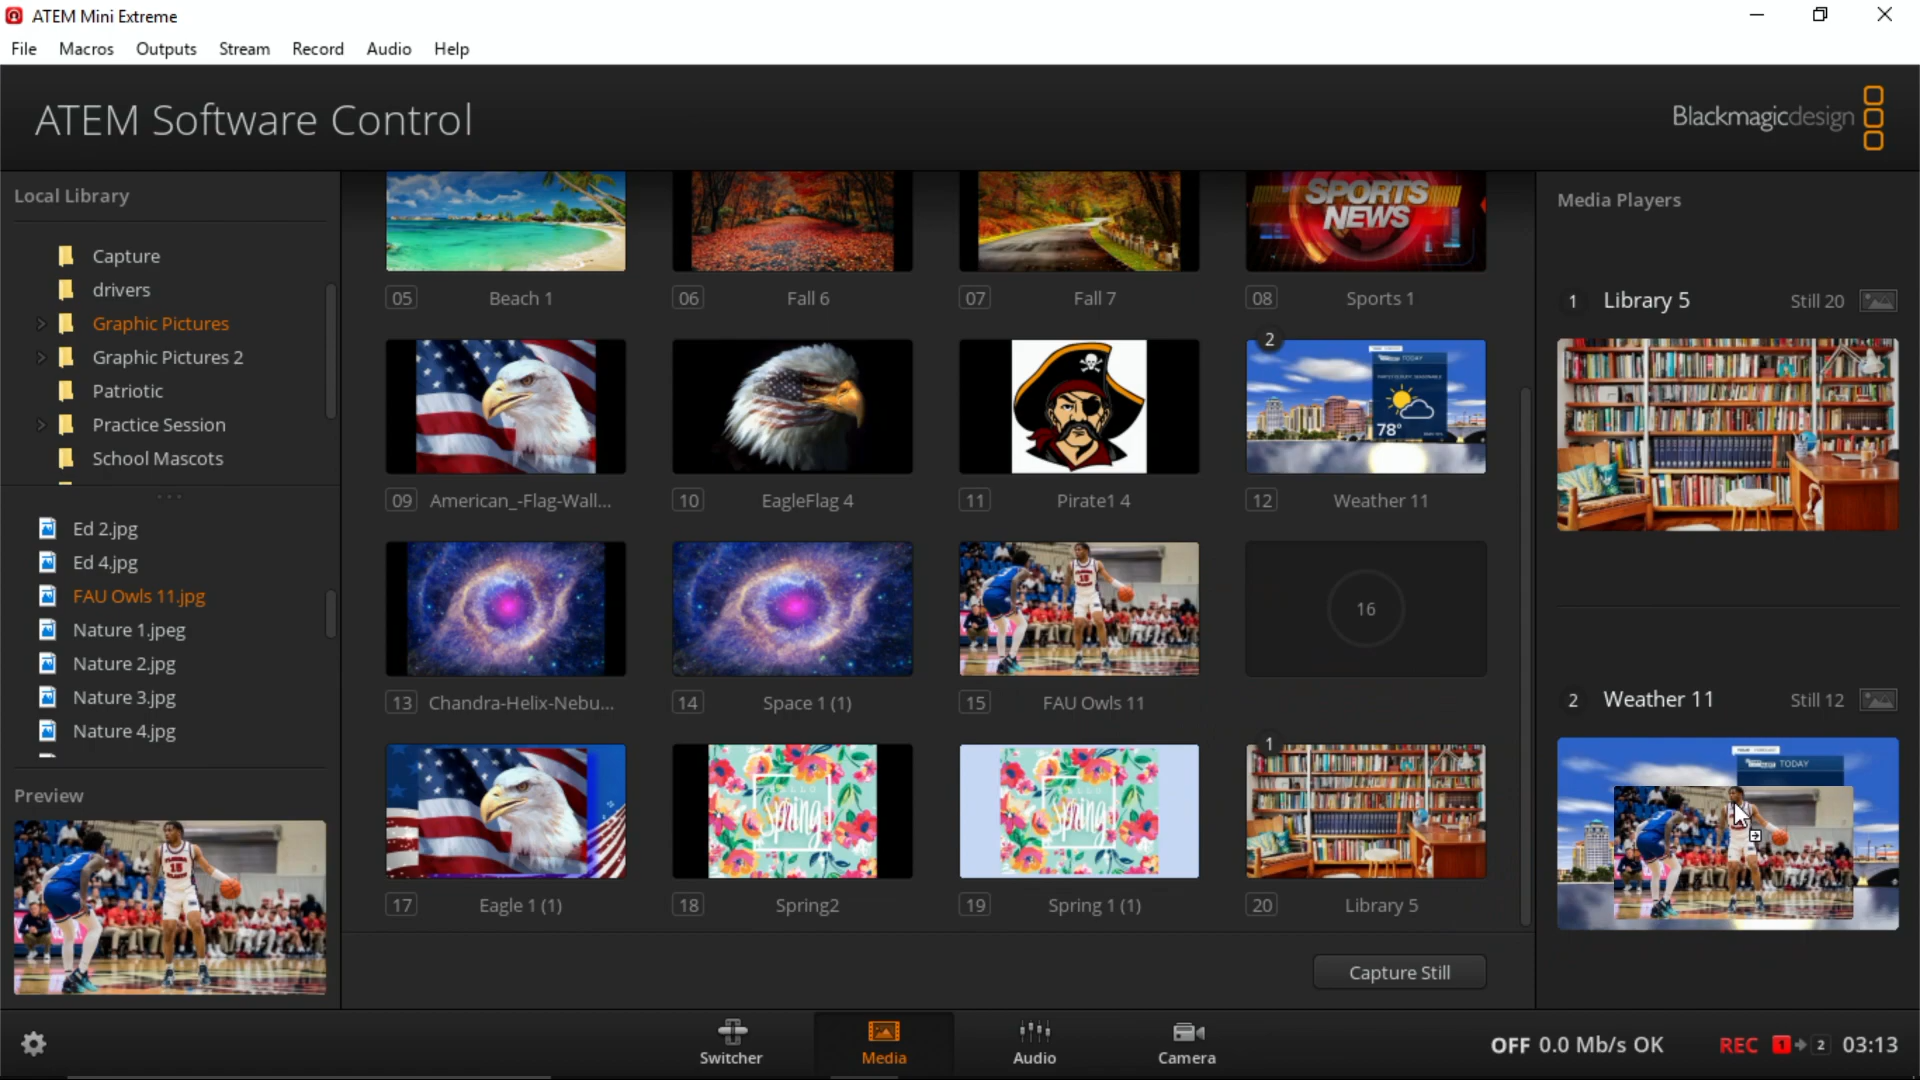 ATEM Mini Extreme
File Macros Outputs Stream Record Audio Help
ATEM Software Control
Blackmagicdesign
Local Library
Capture
drivers
Graphic Pictures
Graphic Pictures 2
Patriotic
Practice Session
School Mascots
Ed 2.jpg
Ed 4.jpg
FAU Owls 11.jpg
Nature 1.jpeg
Nature 2.jpg
Nature 3.jpg
Nature 4.jpg
Preview
SPORTS
NEWS
05 Beach 1
06 Fall 6
07 Fall 7
08 Sports 1
2
TODAY
78°
09 American_-Flag-Wall...
10 EagleFlag 4
11 Pirate1 4
12 Weather 11
16
13 Chandra-Helix-Nebu...
14 Space 1 (1)
15 FAU Owls 11
1
spring
spring
17 Eagle 1 (1)
18 Spring2
19 Spring 1 (1)
20 Library 5
Capture Still
Media Players
1 Library 5 Still 20
2 Weather 11 Still 12
TODAY
Switcher
Media
Audio
Camera
OFF 0.0 Mb/s OK
REC 1 2 03:13